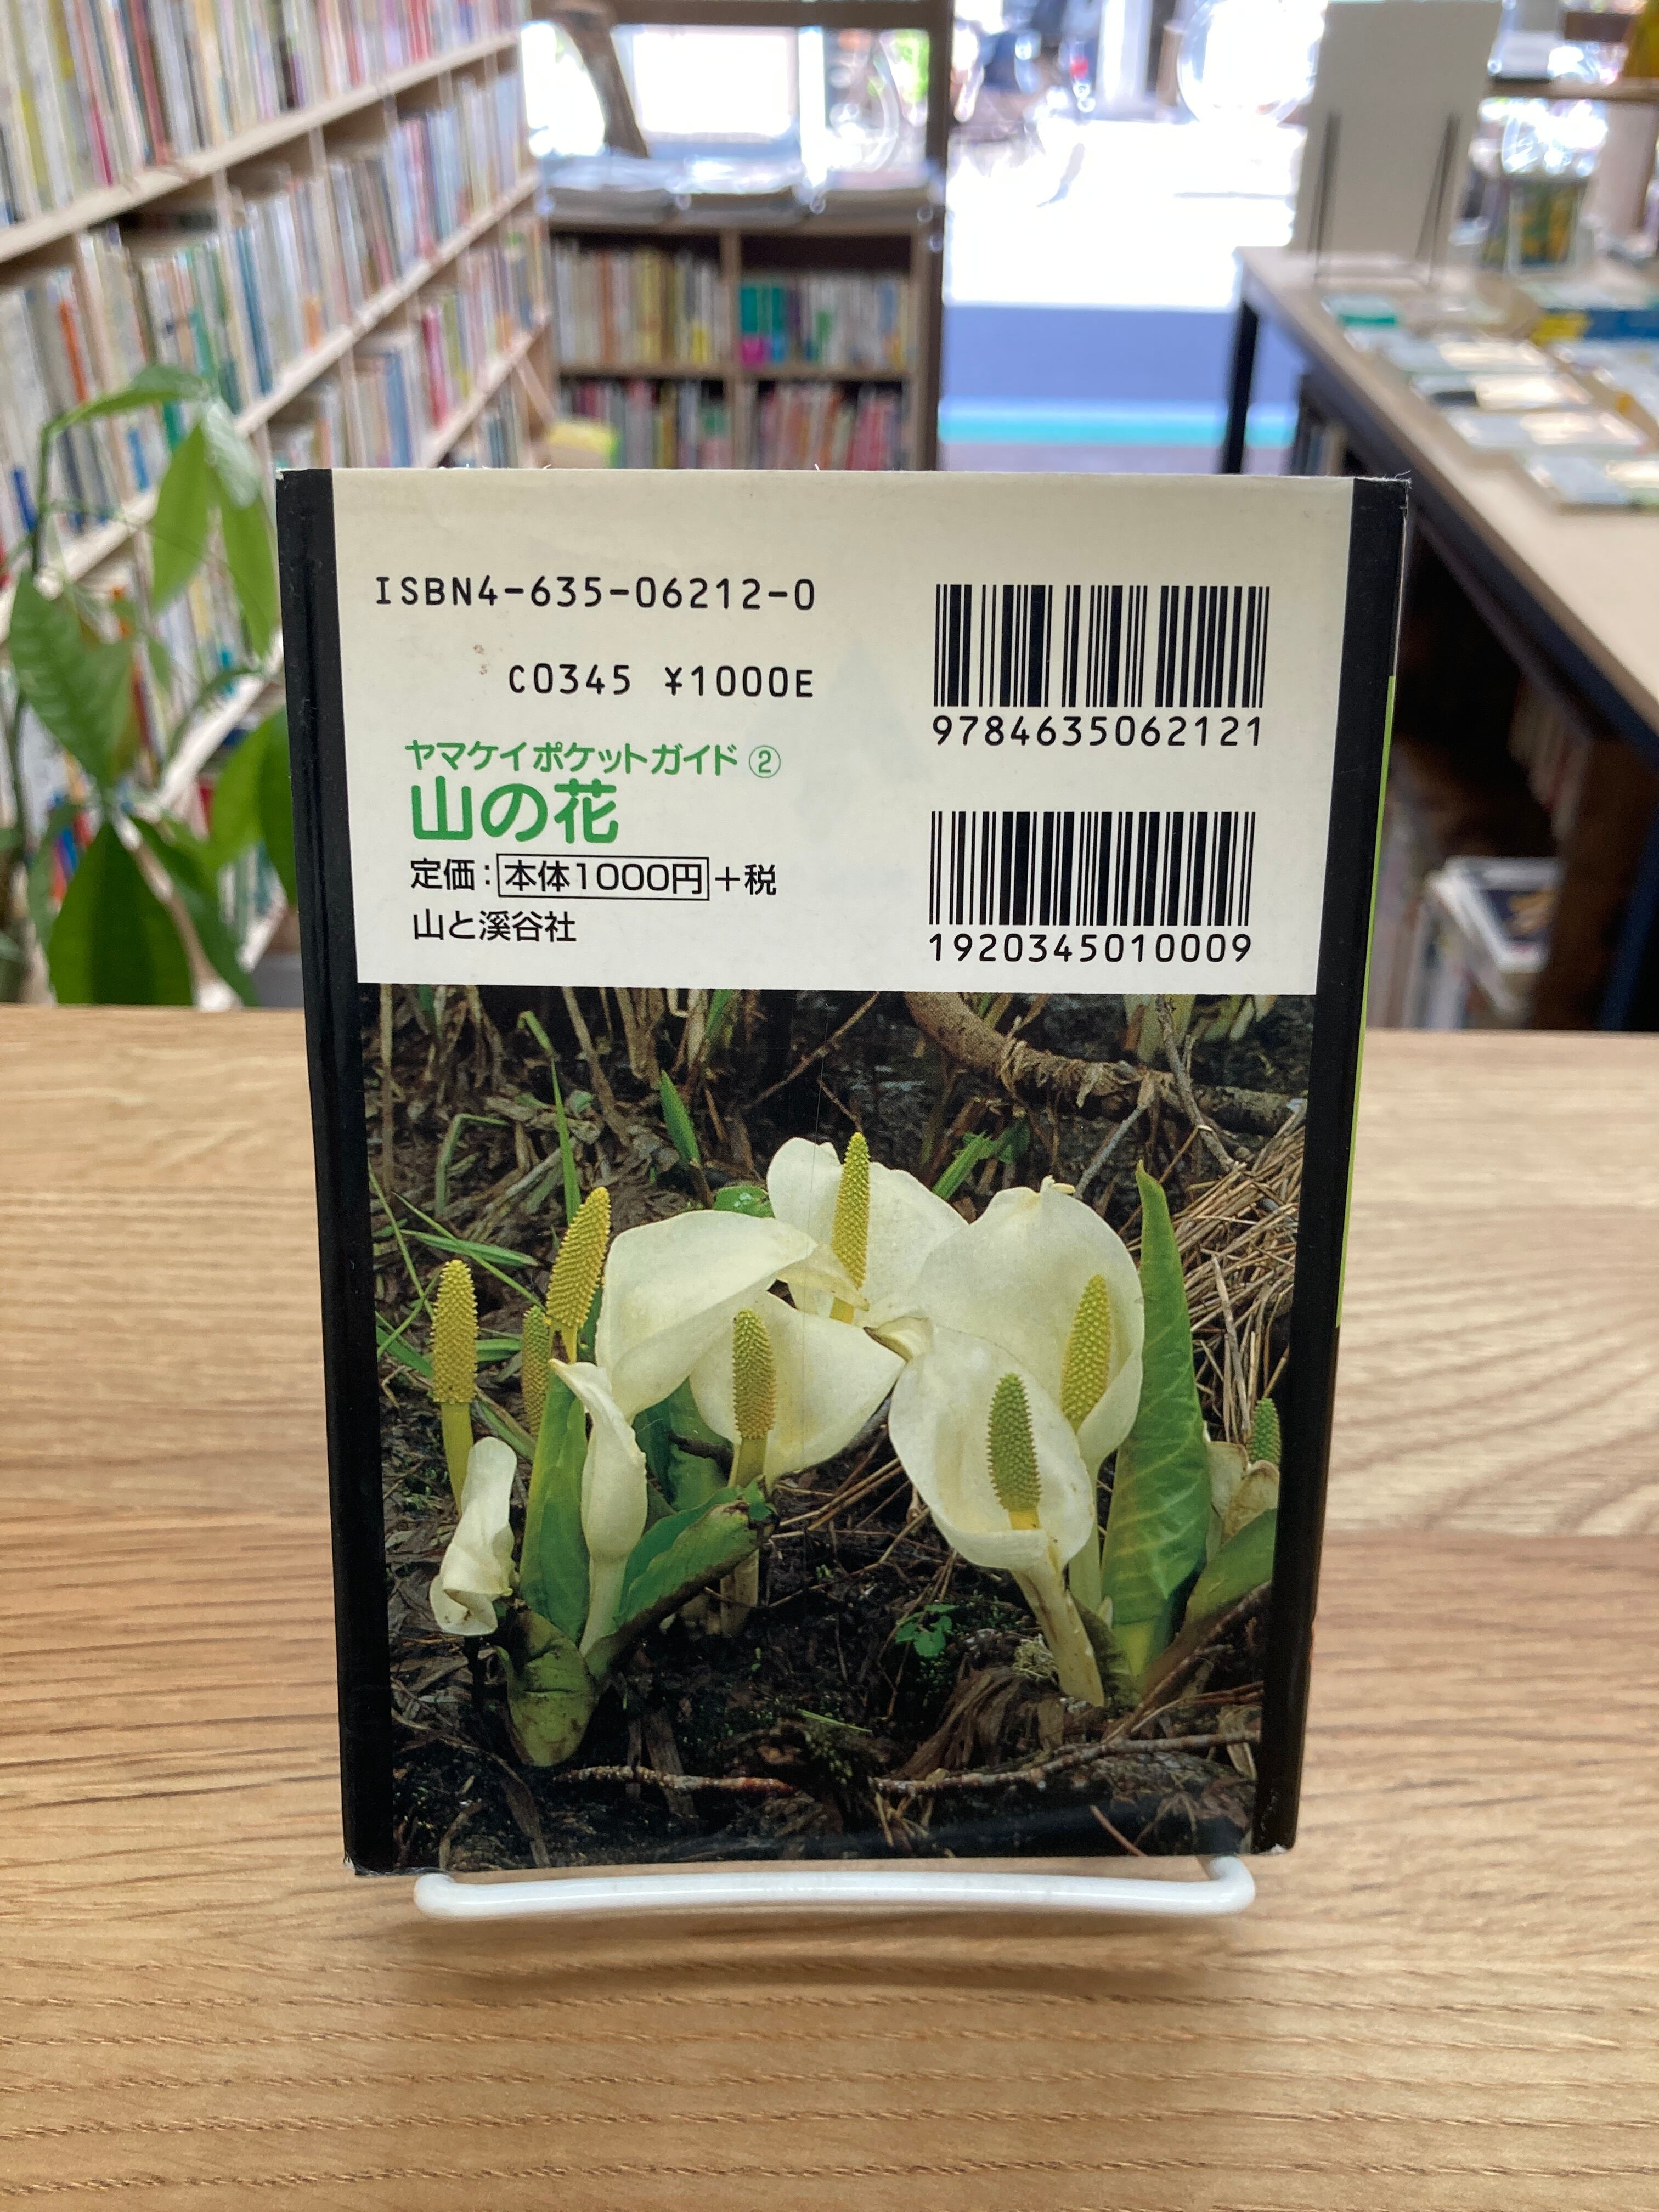 ISBN4-635-06212-0
C0345 ¥1000E
ヤマケイポケットガイド②
山の花
定価：本体1000円+税
山と溪谷社
9784635062121
1920345010009